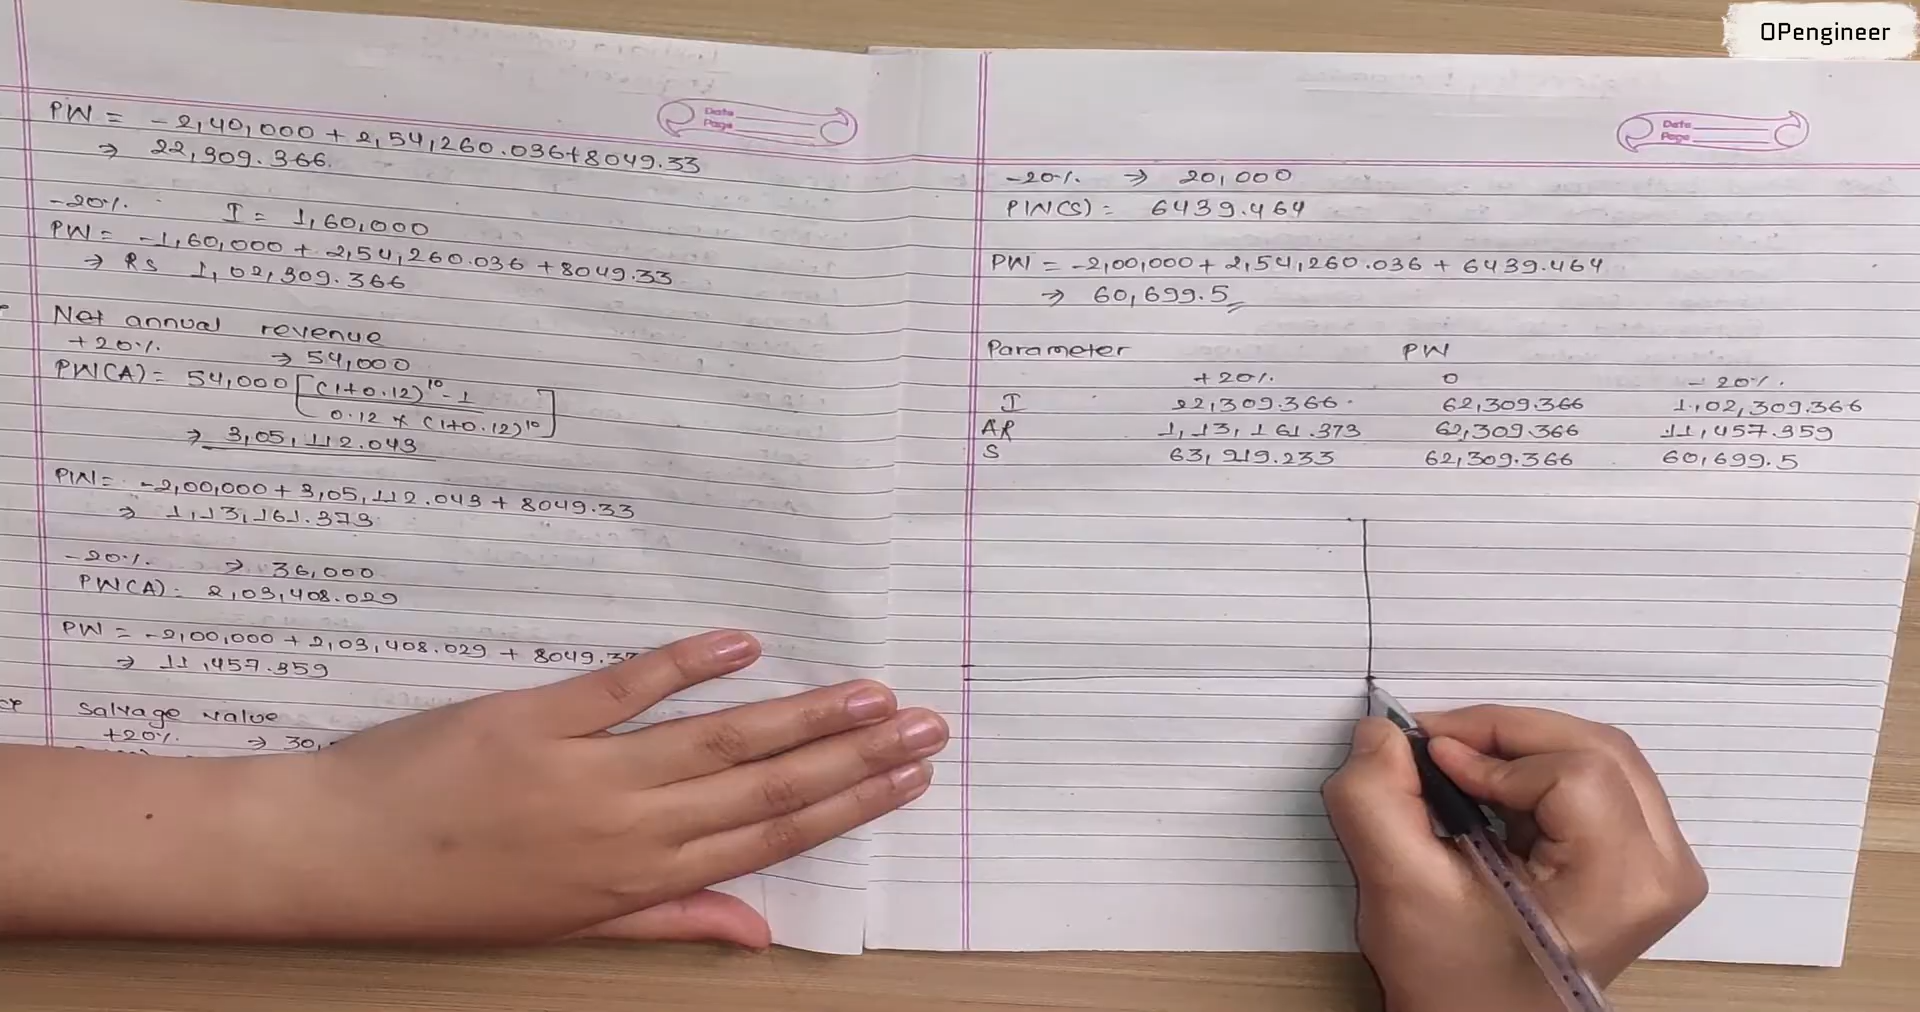 OPengineer
Date
Page
PW = -2,40,000 + 2,54,260.036+8049.33
⇒ 22,309.366.
-20%. I = 1,60,000
PW = -1,60,000 + 2,54,260.036 + 8049.33
⇒ RS 1,02,309.366
Net annual revenue
+20%. ⇒ 54,000
PW(A) = 54,000 [(1+0.12)^10 - 1 / 0.12 × (1+0.12)^10]
⇒ 3,05,112.043
PW = -2,00,000 + 3,05,112.043 + 8049.33
⇒ 1,13,161.373
-20%. ⇒ 36,000
PW(A) = 2,03,408.029
PW = -2,00,000 + 2,03,408.029 + 8049.33
⇒ 11,457.359
Salvage value
+20%. ⇒ 30,
Date
Page
-20%. ⇒ 20,000
PW(S) = 6439.464
PW = -2,00,000 + 2,54,260.036 + 6439.464
⇒ 60,699.5
Parameter PW
+20%. 0 -20%.
I 22,309.366. 62,309.366 1,02,309.366
AR 1,13,161.373 62,309.366 11,457.359
S 63,919.233 62,309.366 60,699.5